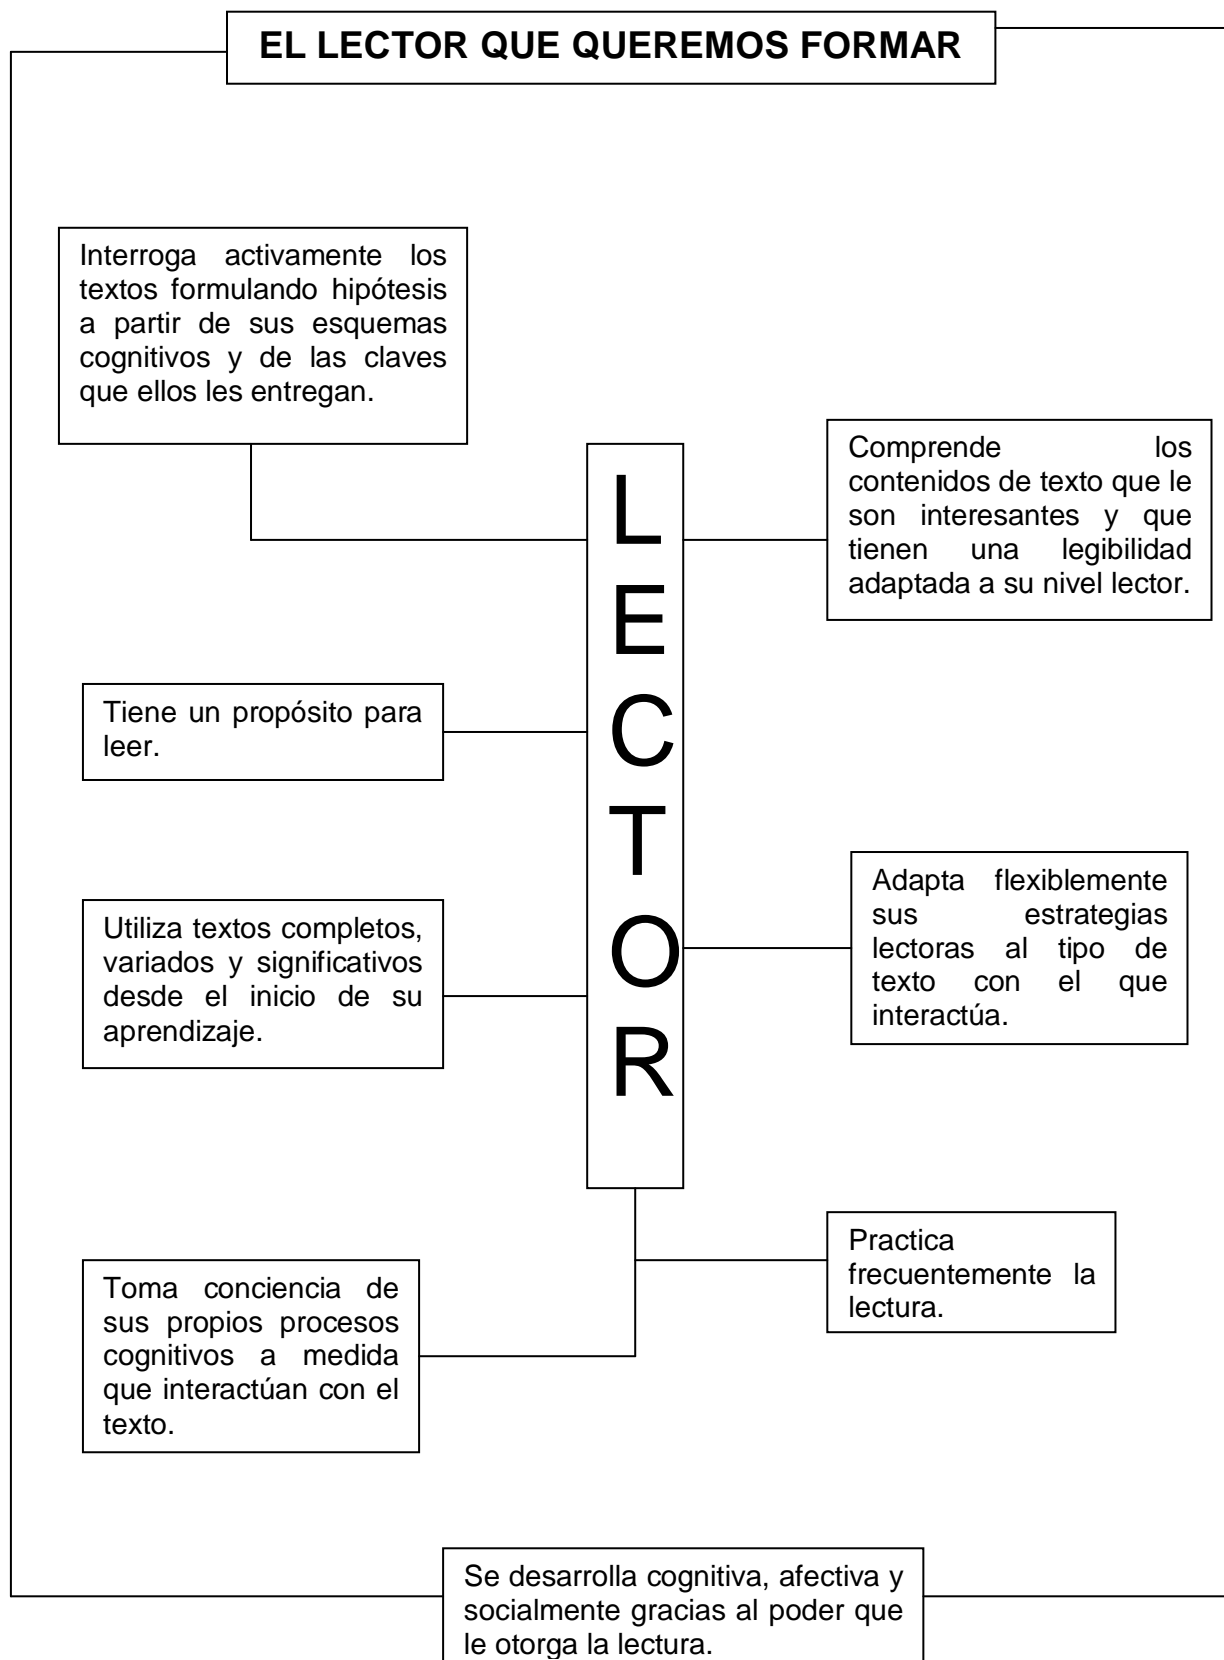 EL LECTOR QUE QUEREMOS FORMAR
Interroga activamente los
textos formulando hipótesis
a partir de sus esquemas
cognitivos y de las claves
que ellos les entregan.
Comprende los
contenidos de texto que le
son interesantes y que
tienen una legibilidad
adaptada a su nivel lector.
L
E
C
T
O
R
Tiene un propósito para
leer.
Adapta flexiblemente
sus estrategias
lectoras al tipo de
texto con el que
interactúa.
Utiliza textos completos,
variados y significativos
desde el inicio de su
aprendizaje.
Practica
frecuentemente la
lectura.
Toma conciencia de
sus propios procesos
cognitivos a medida
que interactúan con el
texto.
Se desarrolla cognitiva, afectiva y
socialmente gracias al poder que
le otorga la lectura.